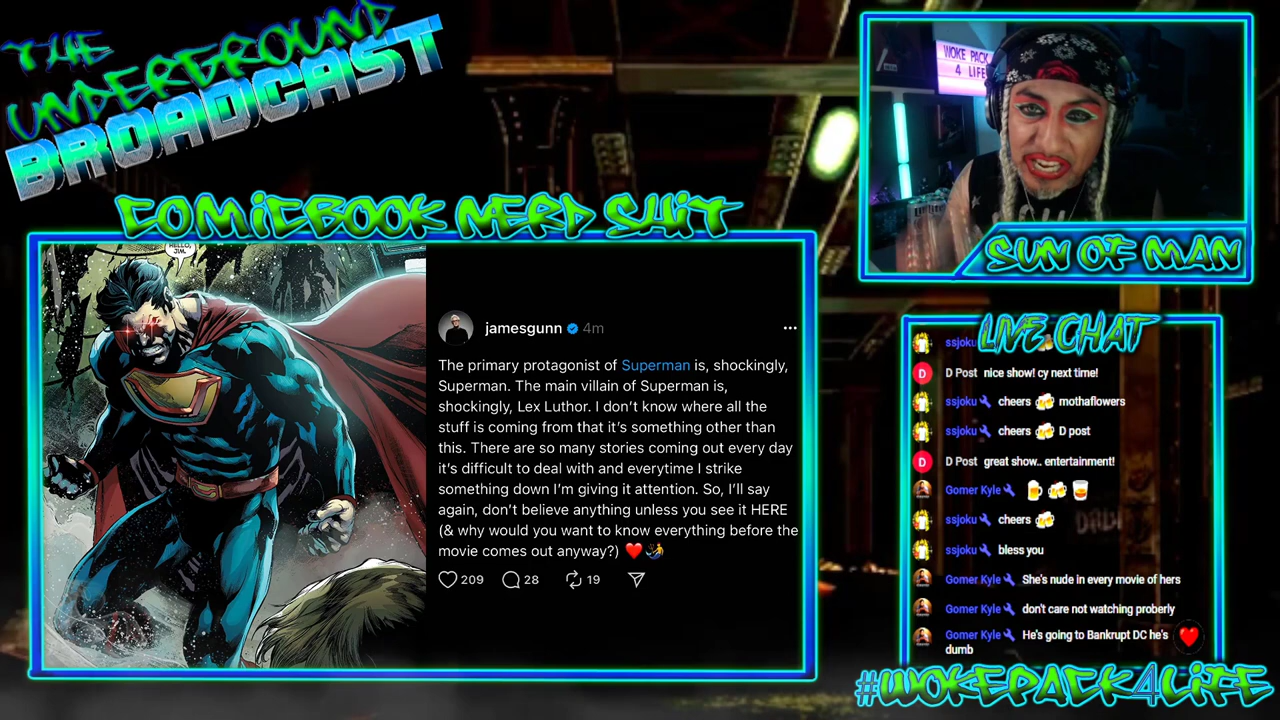 THE
UNDERGROUND
BROADCAST
COMICBOOK NERD SHIT
HELLO,
JIM.
jamesgunn 4m
The primary protagonist of Superman is, shockingly,
Superman. The main villain of Superman is,
shockingly, Lex Luthor. I don't know where all the
stuff is coming from that it's something other than
this. There are so many stories coming out every day
it's difficult to deal with and everytime I strike
something down I'm giving it attention. So, I'll say
again, don't believe anything unless you see it HERE
(& why would you want to know everything before the
movie comes out anyway?) ❤️
209 28 19
WOKE PACK
4 LIFE
SUN OF MAN
LIVE CHAT
ssjoku
D D Post nice show! cy next time!
ssjoku cheers 🍻 mothaflowers
ssjoku cheers 🍻 D post
D D Post great show.. entertainment!
Gomer Kyle 🍺 🍻 🥃
ssjoku cheers 🍻
ssjoku bless you
Gomer Kyle She's nude in every movie of hers
Gomer Kyle don't care not watching proberly
Gomer Kyle He's going to Bankrupt DC he's
dumb
#WOKEPACK4LIFE